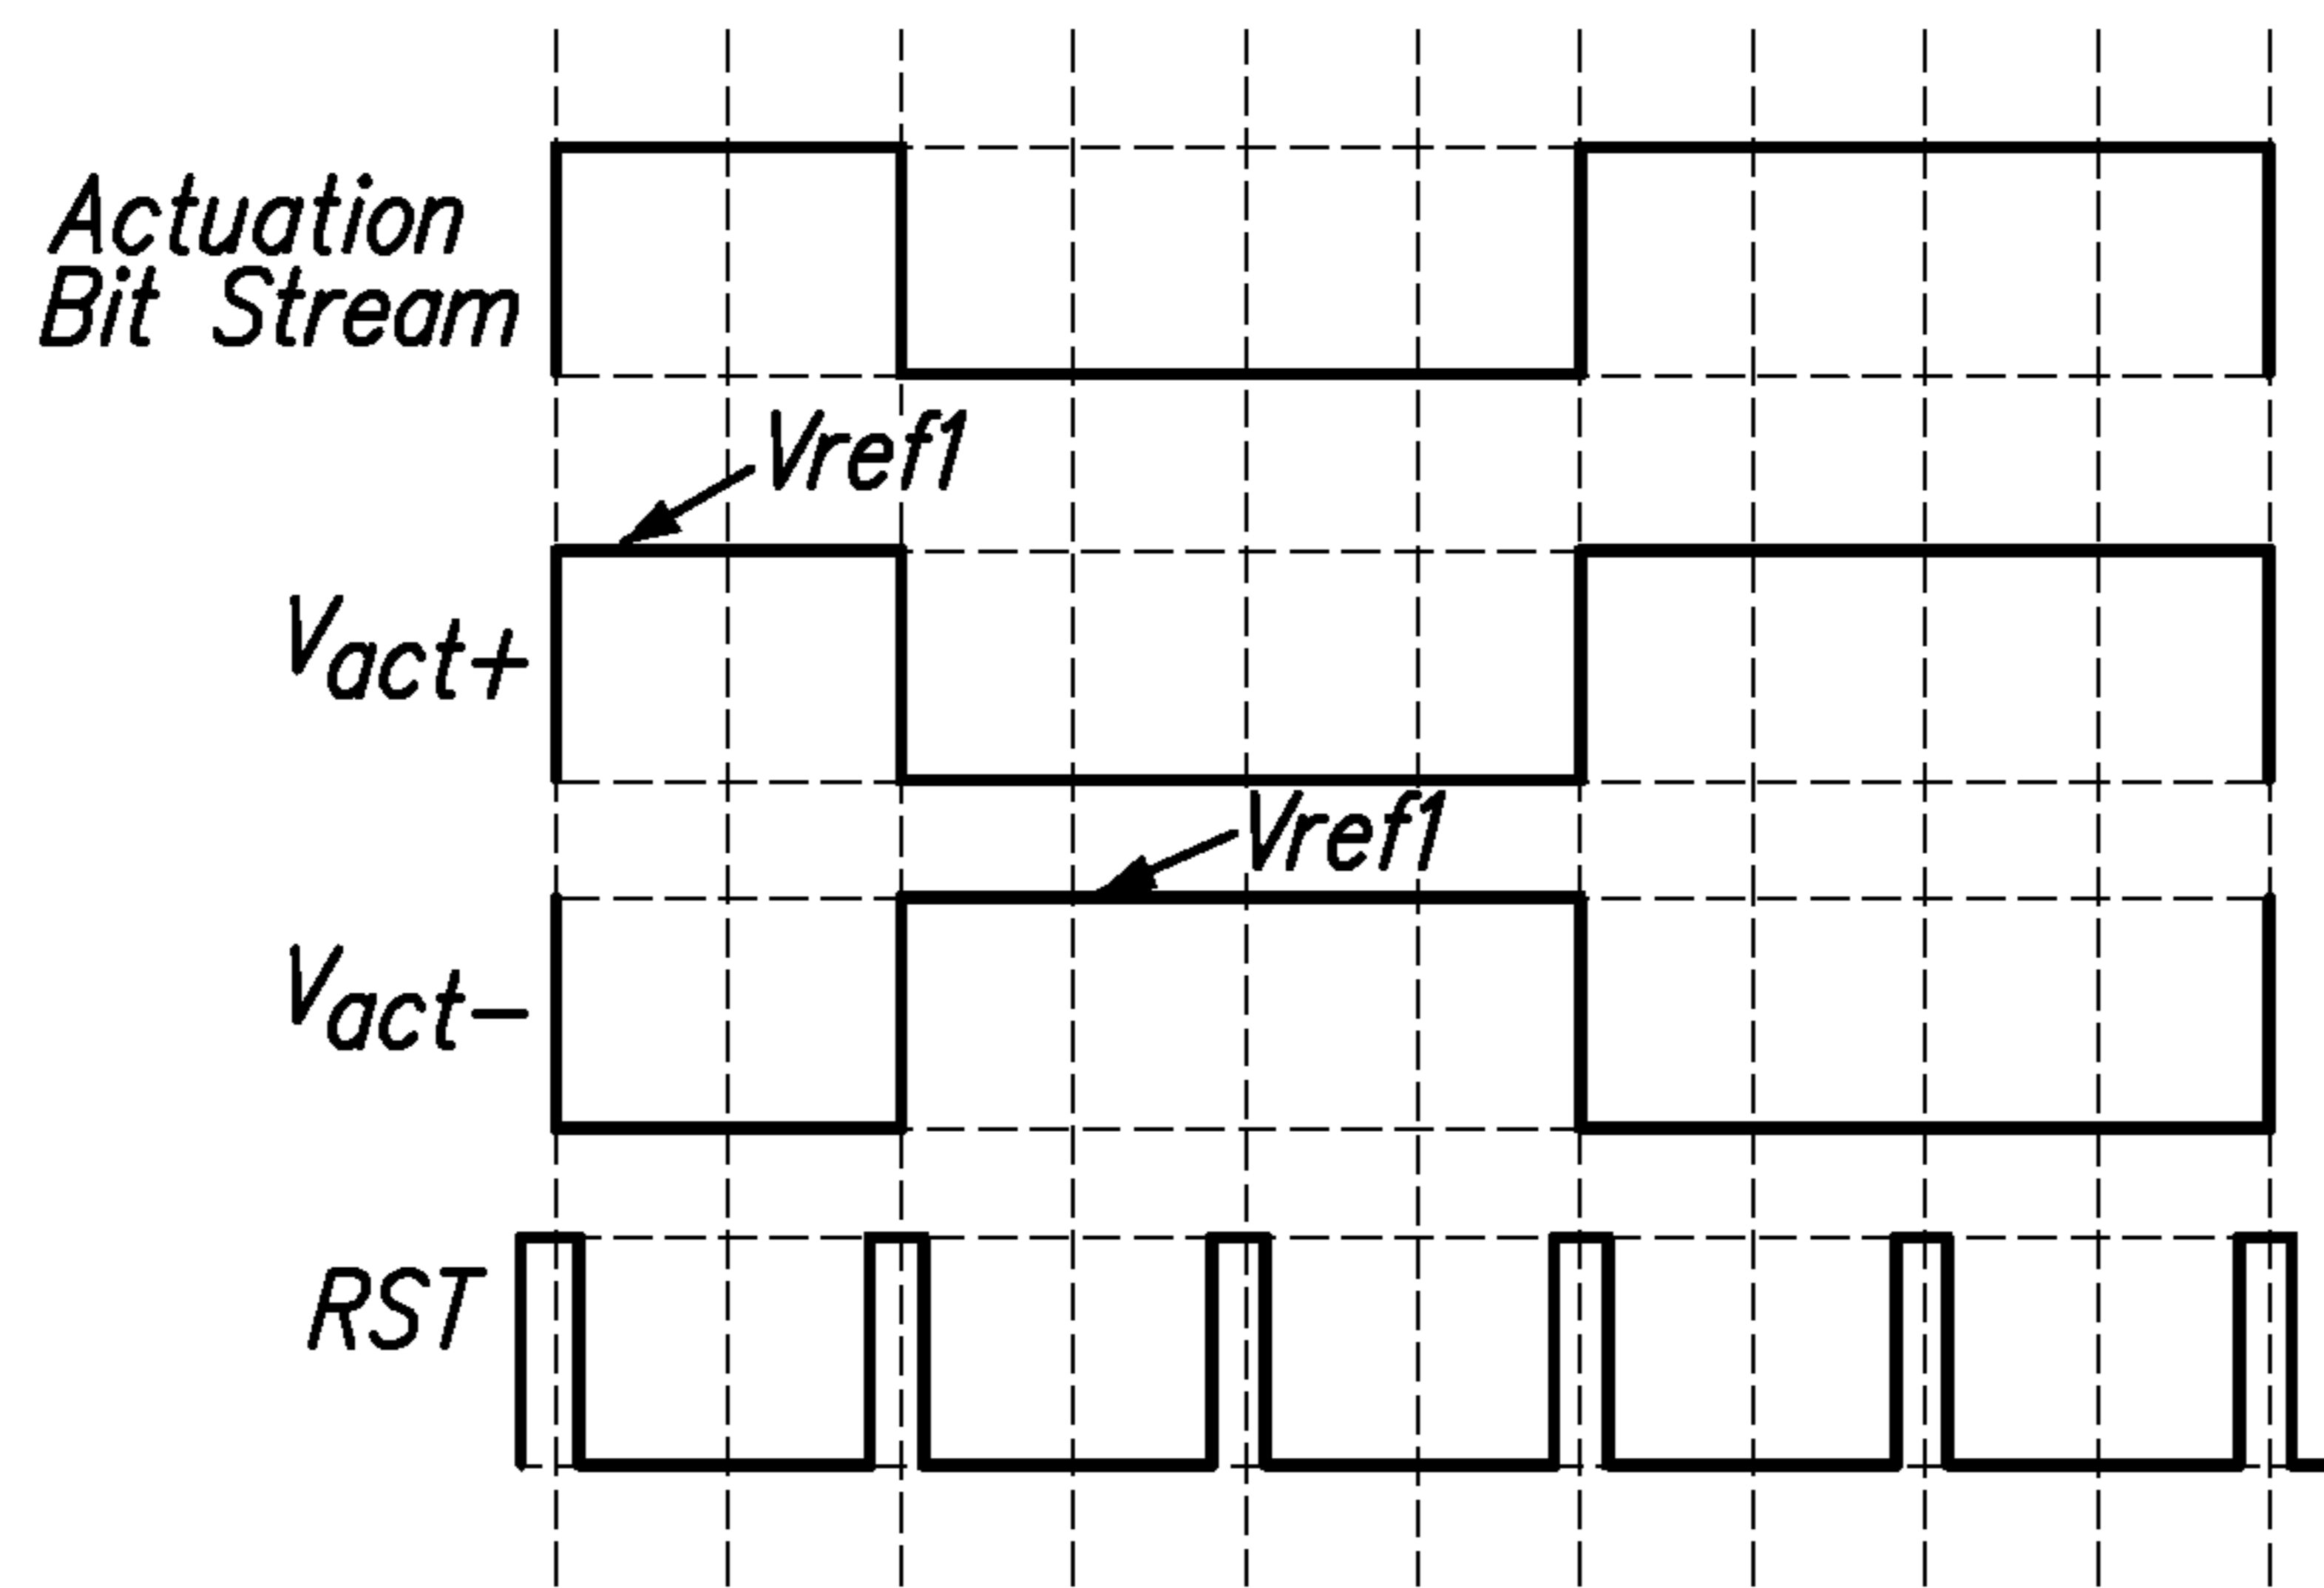 Actuation
Bit Stream
Vref1
Vact+
Vref1
Vact−
RST